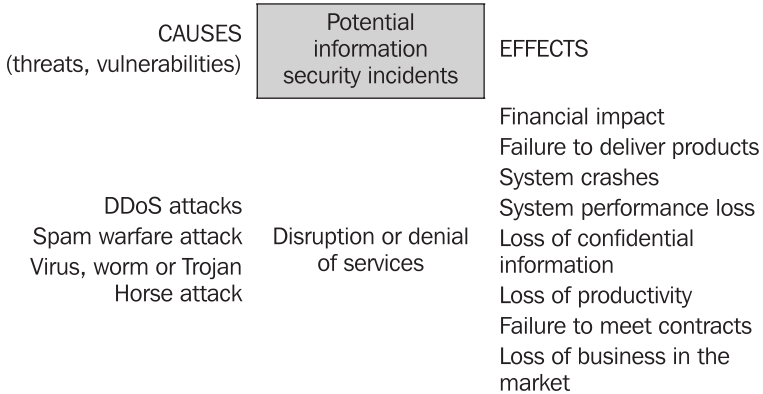 CAUSES
(threats, vulnerabilities)
Potential
information
security incidents
EFFECTS
DDoS attacks
Spam warfare attack
Virus, worm or Trojan
Horse attack
Disruption or denial
of services
Financial impact
Failure to deliver products
System crashes
System performance loss
Loss of confidential
information
Loss of productivity
Failure to meet contracts
Loss of business in the
market